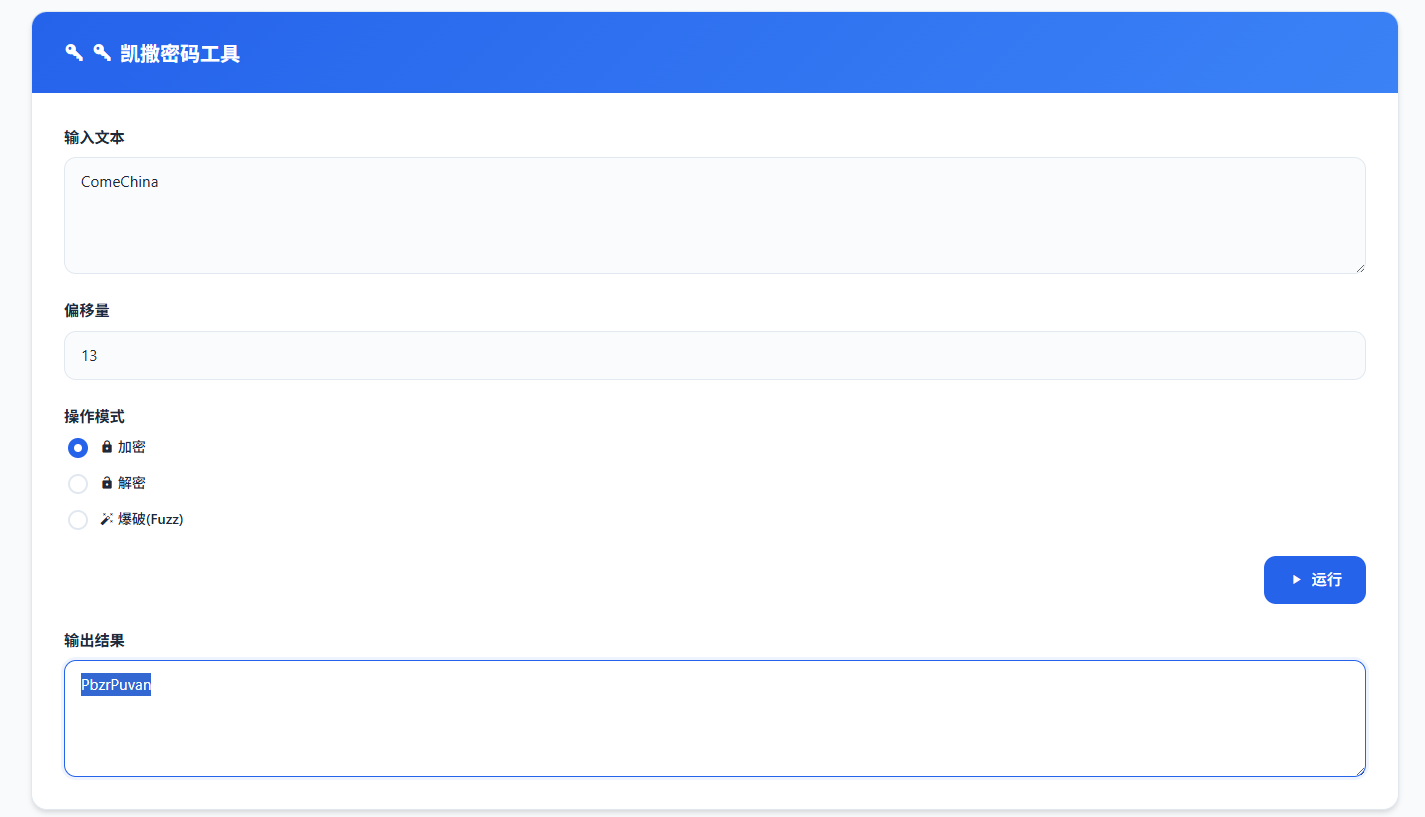 凯撒密码工具
输入文本
ComeChina
偏移量
13
操作模式
加密
解密
爆破(Fuzz)
运行
输出结果
PbzrPuvan